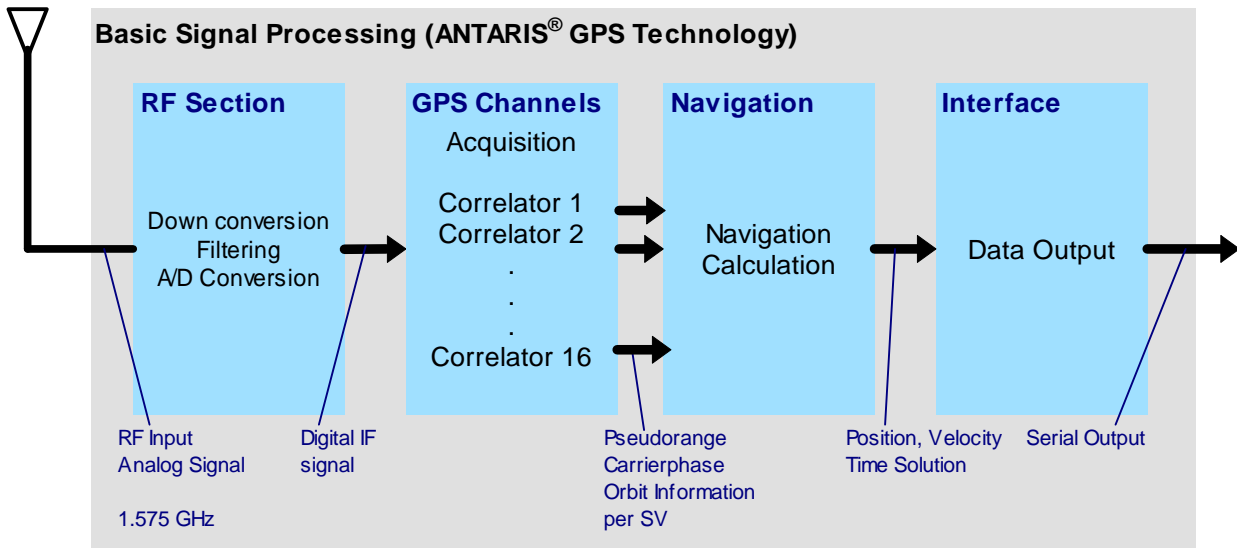 Basic Signal Processing (ANTARIS® GPS Technology)
RF Section
Down conversion
Filtering
A/D Conversion
GPS Channels
Acquisition
Correlator 1
Correlator 2
.
.
.
Correlator 16
Navigation
Navigation
Calculation
Interface
Data Output
RF Input
Analog Signal
1.575 GHz
Digital IF
signal
Pseudorange
Carrierphase
Orbit Information
per SV
Position, Velocity
Time Solution
Serial Output